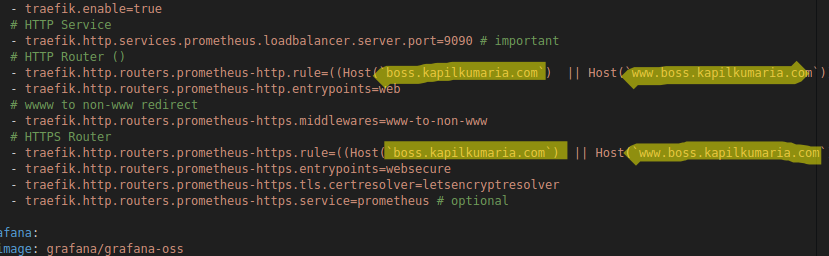 - traefik.enable=true
# HTTP Service
- traefik.http.services.prometheus.loadbalancer.server.port=9090 # important
# HTTP Router ()
- traefik.http.routers.prometheus-http.rule=((Host(`boss.kapilkumaria.com`) || Host(`www.boss.kapilkumaria.com`)
- traefik.http.routers.prometheus-http.entrypoints=web
# wwww to non-www redirect
- traefik.http.routers.prometheus-https.middlewares=www-to-non-www
# HTTPS Router
- traefik.http.routers.prometheus-https.rule=((Host(`boss.kapilkumaria.com`) || Host(`www.boss.kapilkumaria.com`
- traefik.http.routers.prometheus-https.entrypoints=websecure
- traefik.http.routers.prometheus-https.tls.certresolver=letsencryptresolver
- traefik.http.routers.prometheus-https.service=prometheus # optional
afana:
image: grafana/grafana-oss